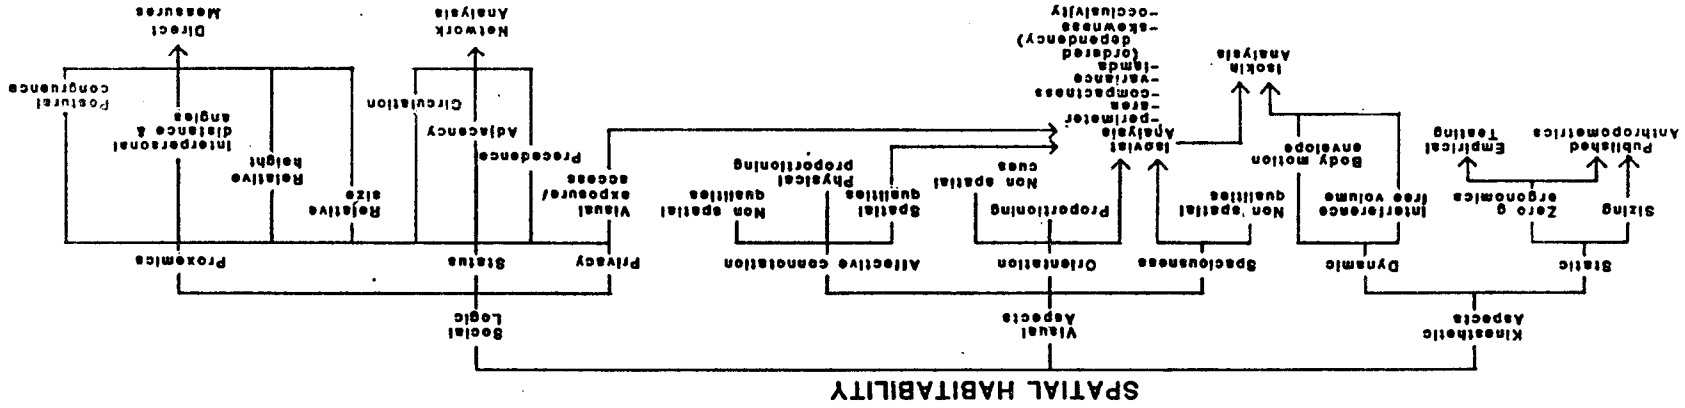 SPATIAL HABITABILITY
Kinesthetic
Aspects
Visual
Aspects
Social
Logic
Static
Dynamic
Spaciousness
Orientation
Affective connotation
Privacy
Status
Proxemics
Sizing
Zero g
ergonomics
Interference
free volume
Body motion
envelope
Non spatial
qualities
Proportioning
Non spatial
cues
Spatial
qualities
Physical
proportioning
Non spatial
qualities
Visual
exposure/
access
Precedence
Adjacency
Circulation
Relative
size
Relative
height
Interpersonal
distance &
angles
Postural
congruence
Published
Anthropometrics
Empirical
Testing
Isokin
Analysis
Isovist
Analysis
-perimeter
-area
-compactness
-variance
-lamda
(ordered
dependency)
-skewness
-occlusivity
Network
Analysis
Direct
Measures